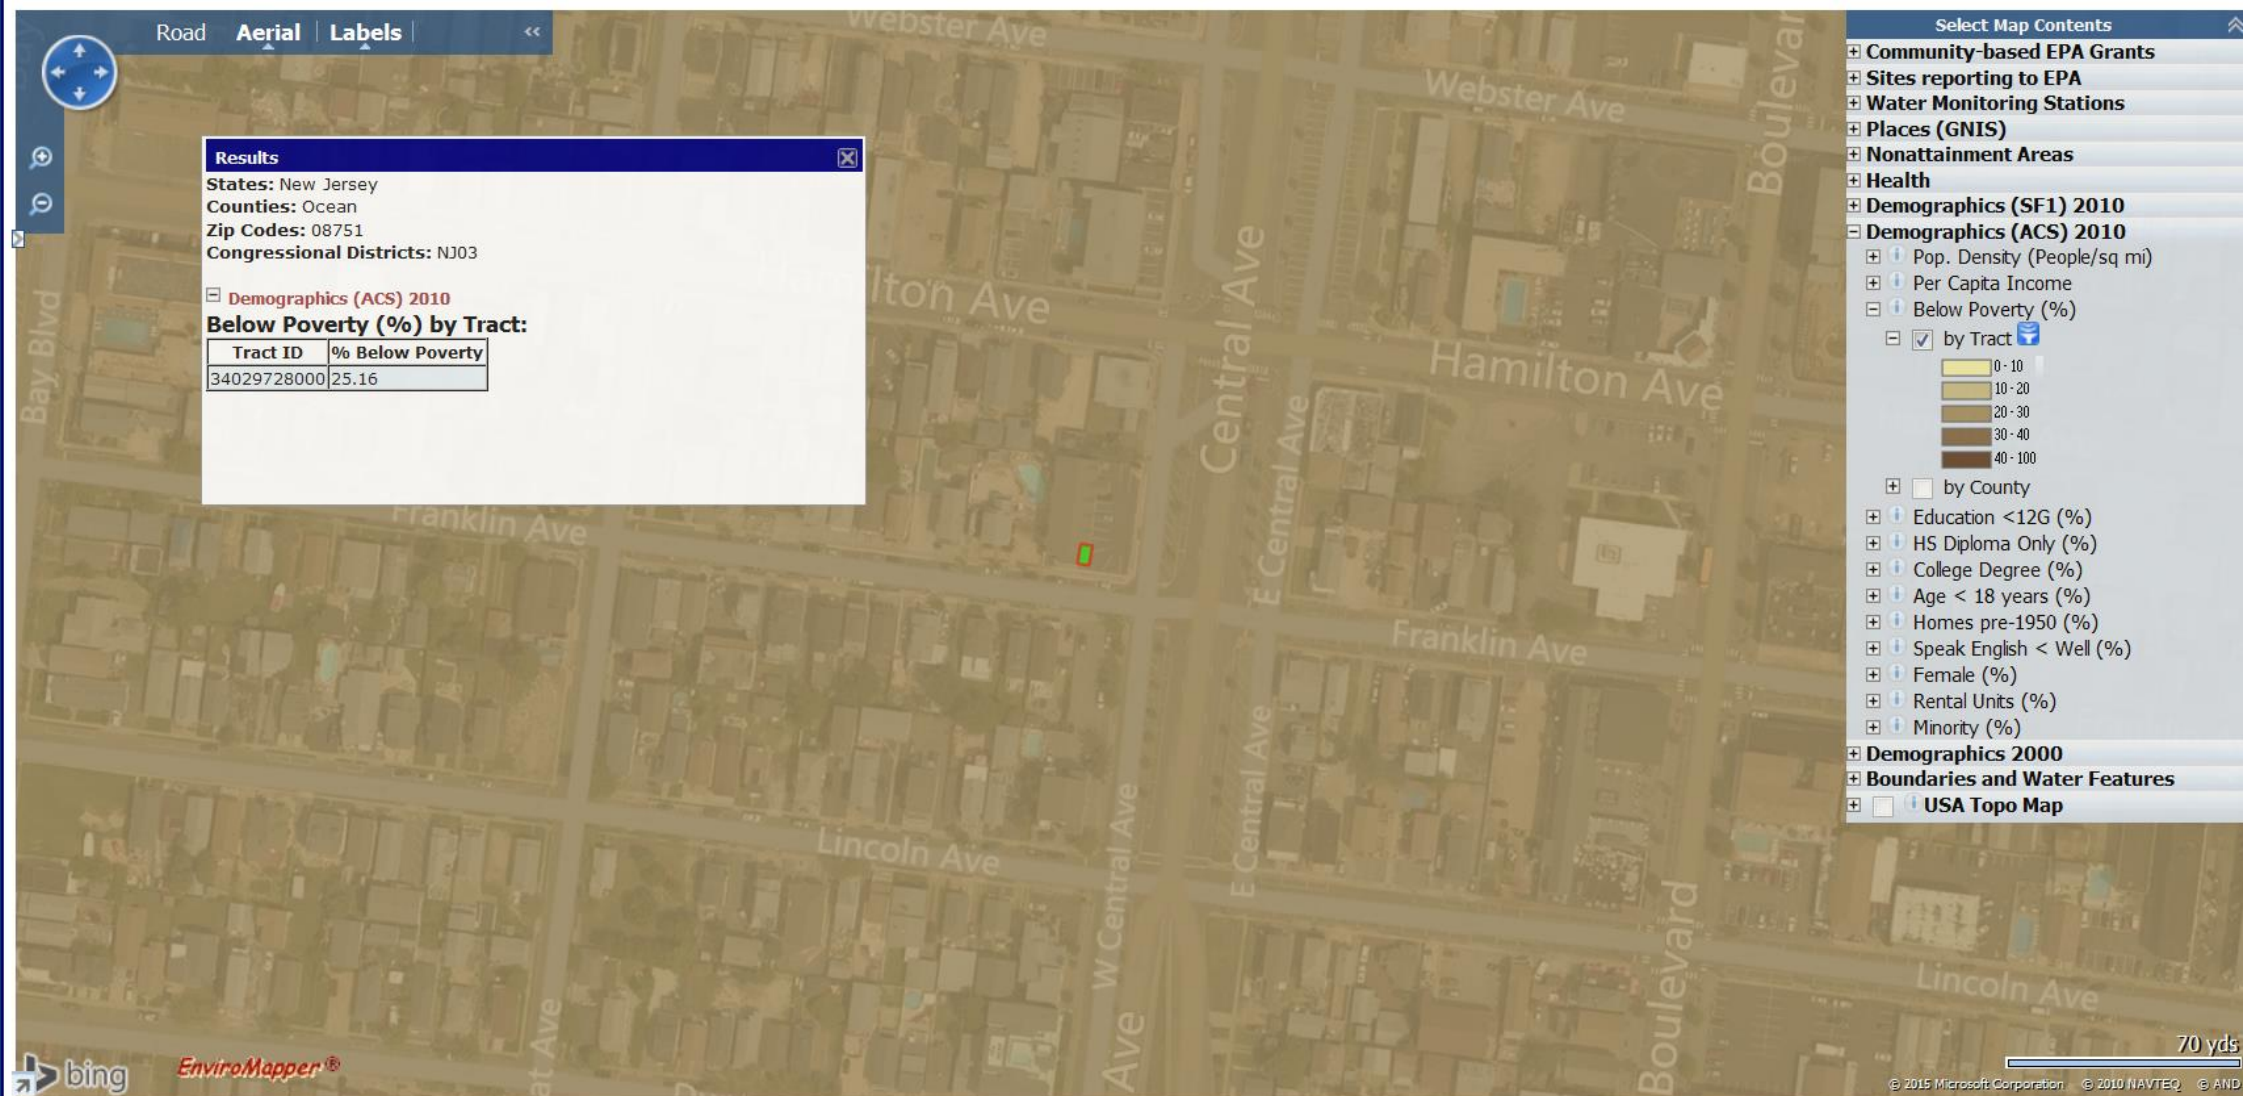 Road Aerial Labels <<
Results
States: New Jersey
Counties: Ocean
Zip Codes: 08751
Congressional Districts: NJ03
Demographics (ACS) 2010
Below Poverty (%) by Tract:
Tract ID % Below Poverty
34029728000 25.16
Webster Ave
Webster Ave
Boulevar
Bay Blvd
Hamilton Ave
Hamilton Ave
Central Ave
E Central Ave
Franklin Ave
Franklin Ave
E Central Ave
W Central Ave
Lincoln Ave
Lincoln Ave
Boulevard
Boulevard
at Ave
Ave
Select Map Contents
Community-based EPA Grants
Sites reporting to EPA
Water Monitoring Stations
Places (GNIS)
Nonattainment Areas
Health
Demographics (SF1) 2010
Demographics (ACS) 2010
Pop. Density (People/sq mi)
Per Capita Income
Below Poverty (%)
by Tract
0 - 10
10 - 20
20 - 30
30 - 40
40 - 100
by County
Education <12G (%)
HS Diploma Only (%)
College Degree (%)
Age < 18 years (%)
Homes pre-1950 (%)
Speak English < Well (%)
Female (%)
Rental Units (%)
Minority (%)
Demographics 2000
Boundaries and Water Features
USA Topo Map
bing
EnviroMapper®
70 yds
© 2015 Microsoft Corporation © 2010 NAVTEQ © AND